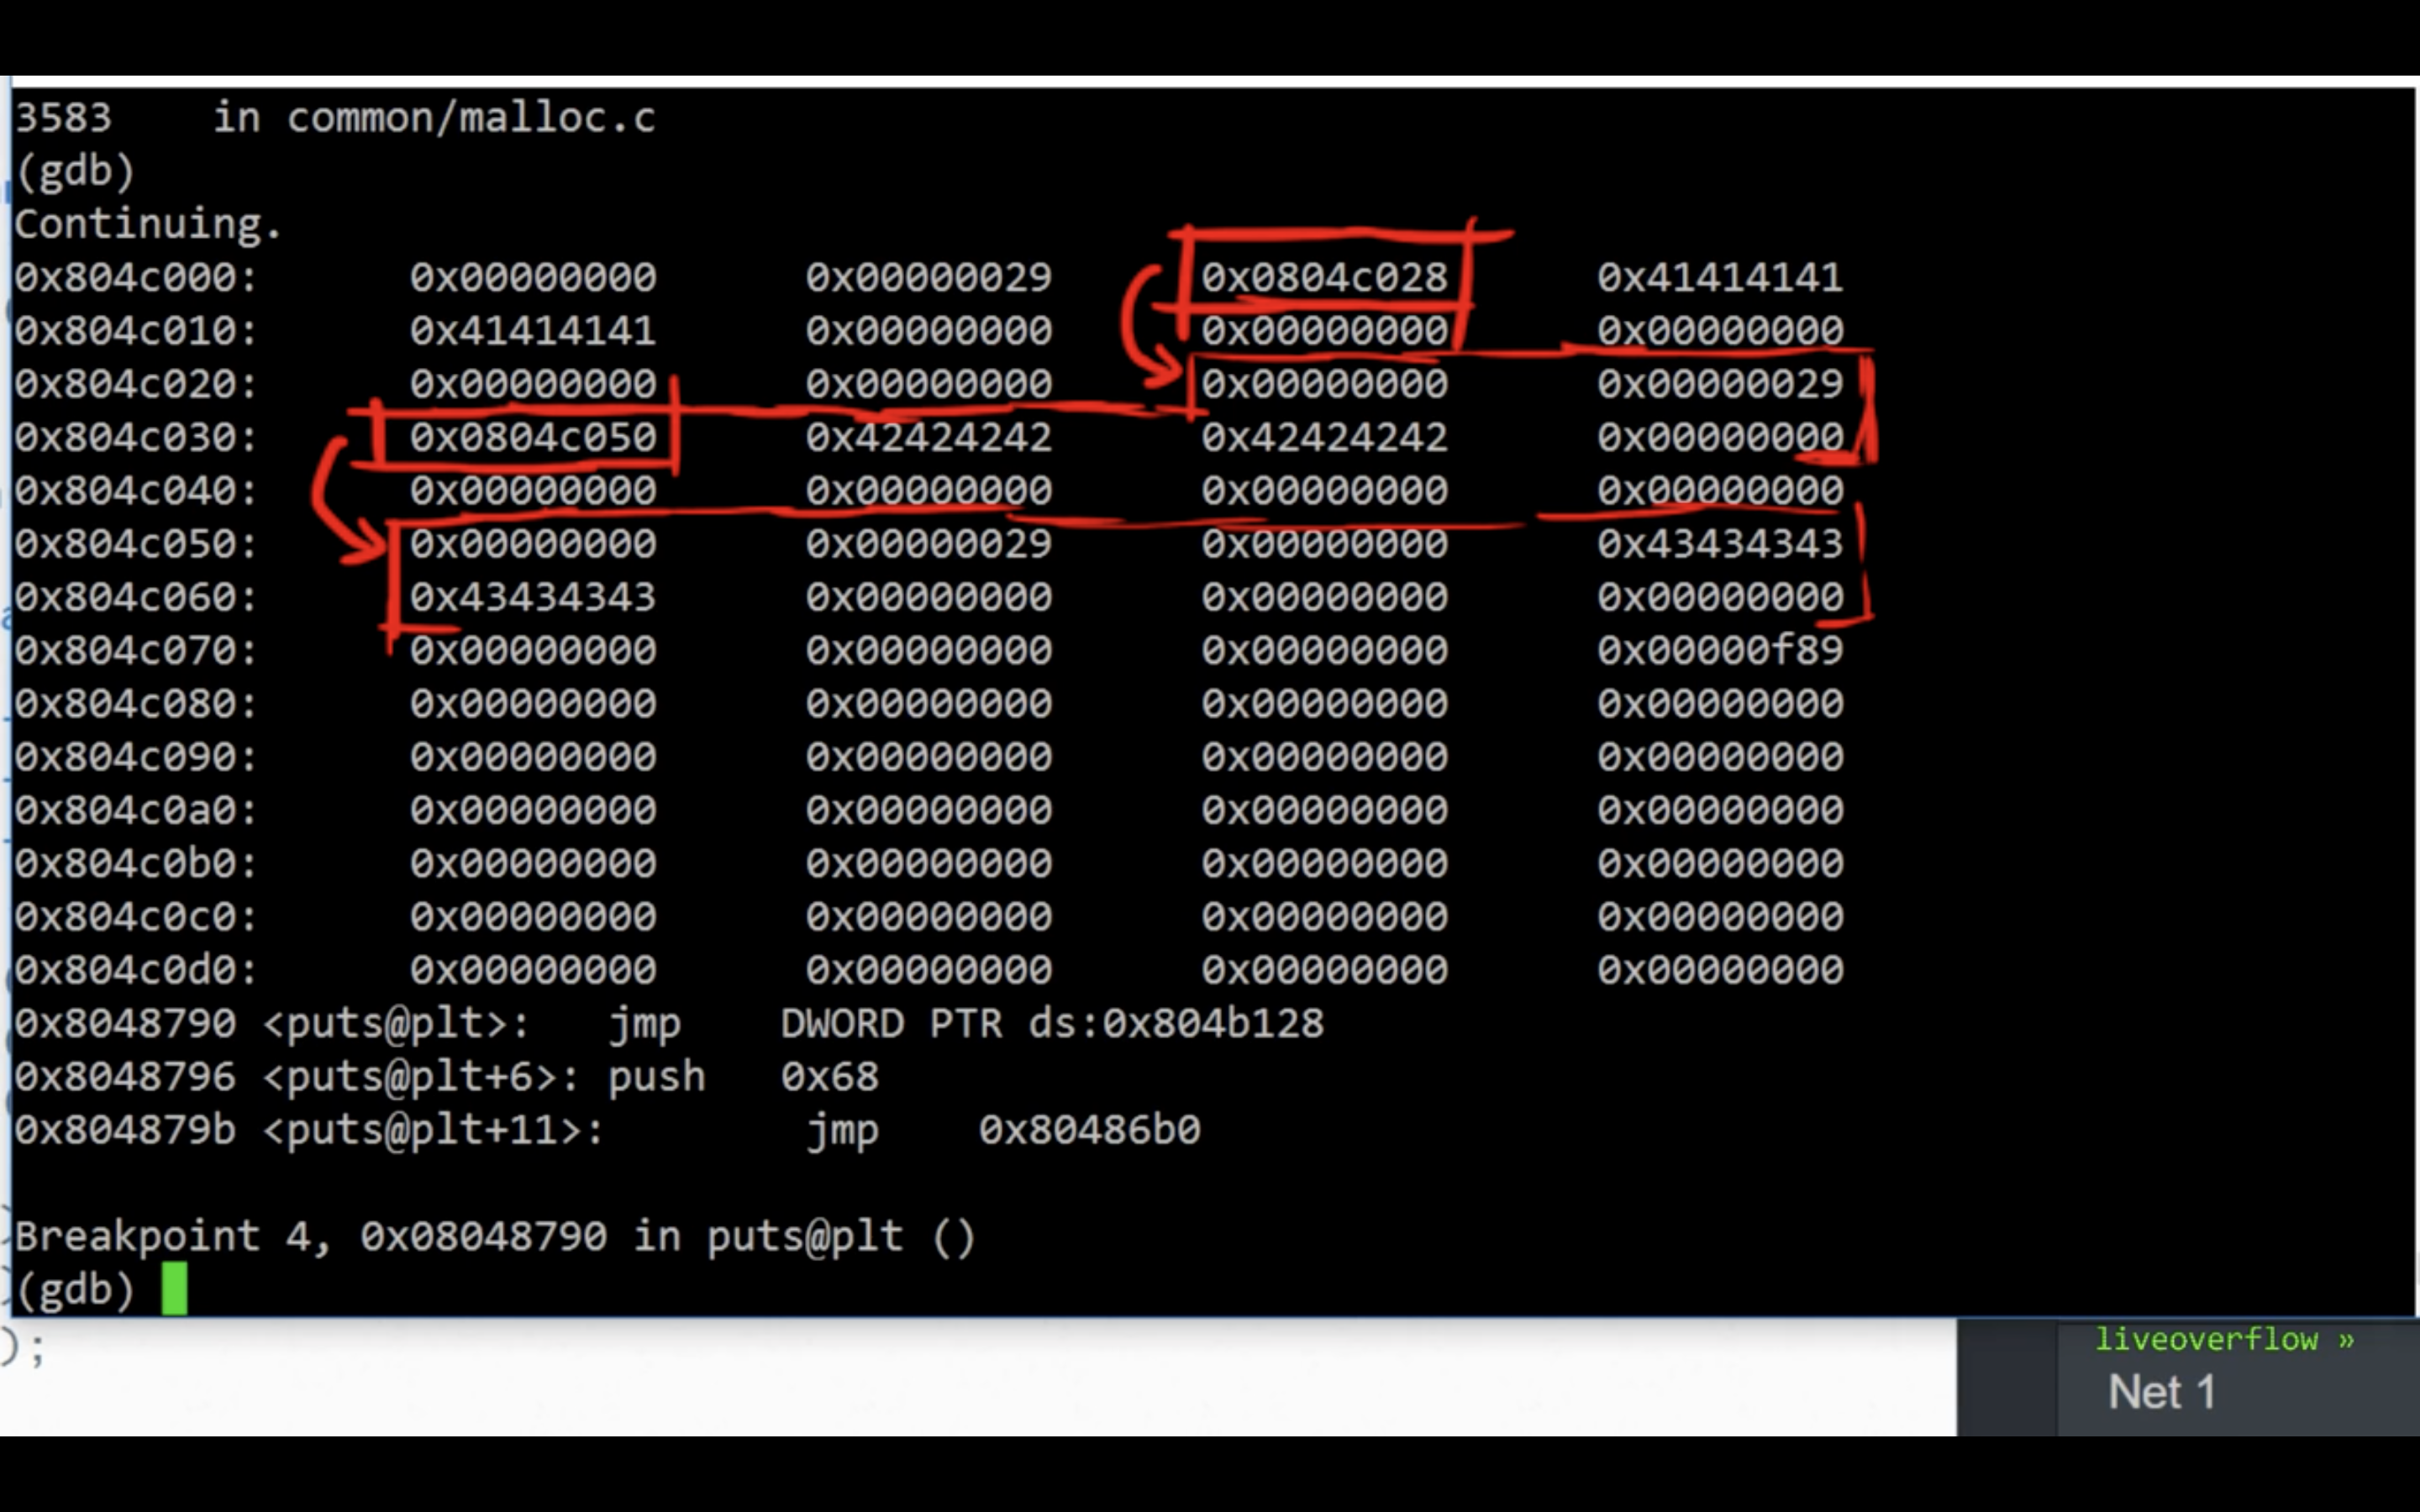 3583    in common/malloc.c
(gdb)
Continuing.
0x804c000:      0x00000000      0x00000029      0x0804c028      0x41414141
0x804c010:      0x41414141      0x00000000      0x00000000      0x00000000
0x804c020:      0x00000000      0x00000000      0x00000000      0x00000029
0x804c030:      0x0804c050      0x42424242      0x42424242      0x00000000
0x804c040:      0x00000000      0x00000000      0x00000000      0x00000000
0x804c050:      0x00000000      0x00000029      0x00000000      0x43434343
0x804c060:      0x43434343      0x00000000      0x00000000      0x00000000
0x804c070:      0x00000000      0x00000000      0x00000000      0x00000f89
0x804c080:      0x00000000      0x00000000      0x00000000      0x00000000
0x804c090:      0x00000000      0x00000000      0x00000000      0x00000000
0x804c0a0:      0x00000000      0x00000000      0x00000000      0x00000000
0x804c0b0:      0x00000000      0x00000000      0x00000000      0x00000000
0x804c0c0:      0x00000000      0x00000000      0x00000000      0x00000000
0x804c0d0:      0x00000000      0x00000000      0x00000000      0x00000000
0x8048790 <puts@plt>:   jmp    DWORD PTR ds:0x804b128
0x8048796 <puts@plt+6>: push   0x68
0x804879b <puts@plt+11>:        jmp    0x80486b0
Breakpoint 4, 0x08048790 in puts@plt ()
(gdb)
);
liveoverflow »
Net 1